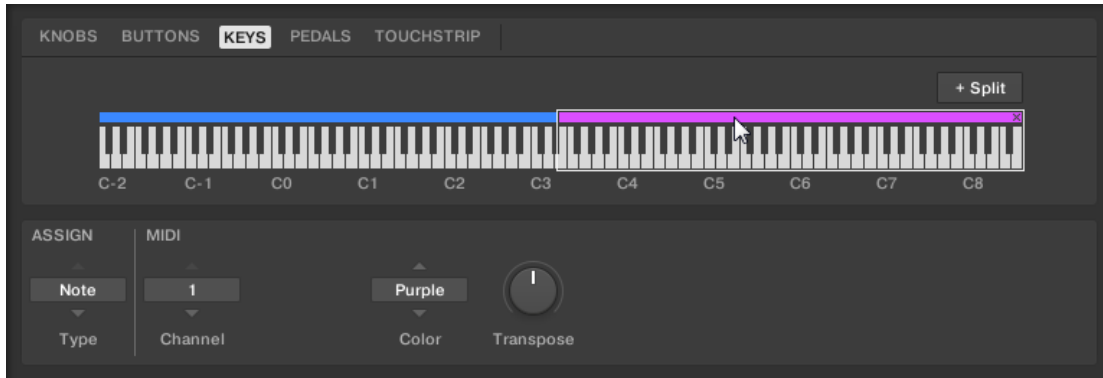 KNOBS BUTTONS KEYS PEDALS TOUCHSTRIP
+ Split
C-2 C-1 C0 C1 C2 C3 C4 C5 C6 C7 C8
ASSIGN MIDI
Note 1 Purple
Type Channel Color Transpose